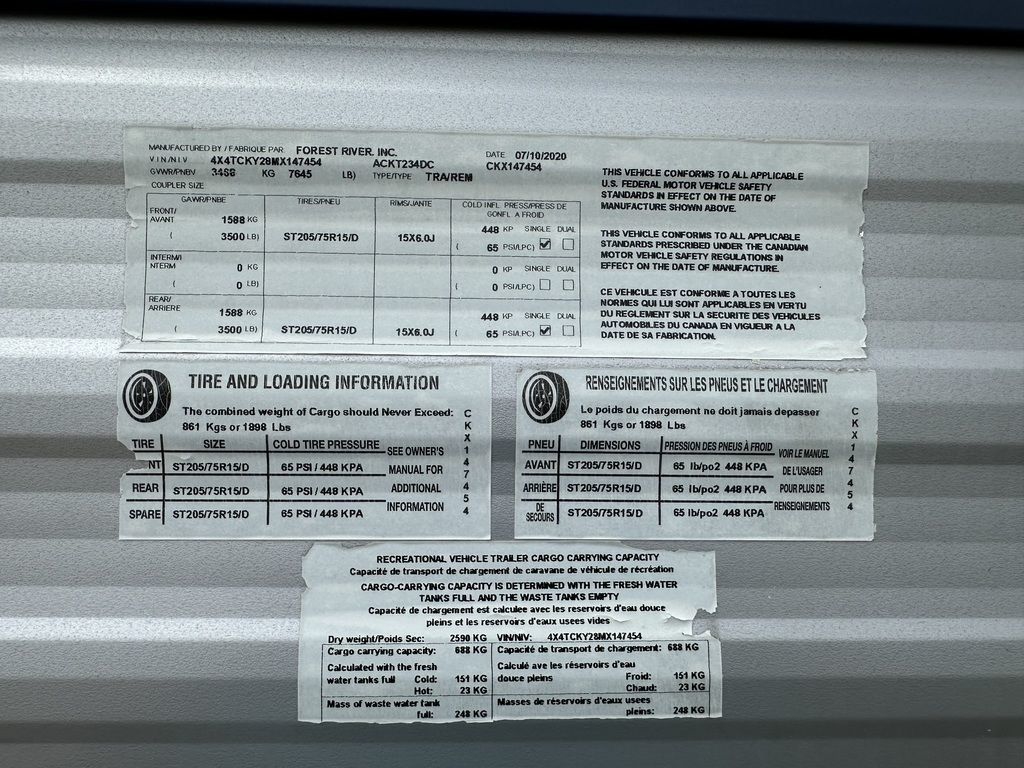 MANUFACTURED BY / FABRIQUE PAR FOREST RIVER, INC. DATE 07/10/2020
VIN/NIV 4X4TCKY28MX147454 ACKT234DC CKX147454
GVWR/PNBV 3468 KG 7645 LB) TYPE/TYPE TRA/REM
COUPLER SIZE
GAWR/PNBE TIRES/PNEU RIMS/JANTE COLD INFL. PRESS/PRESS DE GONFL. A FROID
FRONT/ AVANT 1588 KG 448 KP SINGLE DUAL
( 3500 LB) ST205/75R15/D 15X6.0J ( 65 PSI/LPC) ☑ ☐
INTERM/I NTERM 0 KG 0 KP SINGLE DUAL
( 0 LB) ( 0 PSI/LPC) ☐ ☐
REAR/ ARRIERE 1588 KG 448 KP SINGLE DUAL
( 3500 LB) ST205/75R15/D 15X6.0J ( 65 PSI/LPC) ☑ ☐
THIS VEHICLE CONFORMS TO ALL APPLICABLE
U.S. FEDERAL MOTOR VEHICLE SAFETY
STANDARDS IN EFFECT ON THE DATE OF
MANUFACTURE SHOWN ABOVE.
THIS VEHICLE CONFORMS TO ALL APPLICABLE
STANDARDS PRESCRIBED UNDER THE CANADIAN
MOTOR VEHICLE SAFETY REGULATIONS IN
EFFECT ON THE DATE OF MANUFACTURE.
CE VEHICULE EST CONFORME A TOUTES LES
NORMES QUI LUI SONT APPLICABLES EN VERTU
DU REGLEMENT SUR LA SECURITE DES VEHICULES
AUTOMOBILES DU CANADA EN VIGUEUR A LA
DATE DE SA FABRICATION.
TIRE AND LOADING INFORMATION
The combined weight of Cargo should Never Exceed:
861 Kgs or 1898 Lbs
TIRE SIZE COLD TIRE PRESSURE SEE OWNER'S
NT ST205/75R15/D 65 PSI / 448 KPA MANUAL FOR
REAR ST205/75R15/D 65 PSI / 448 KPA ADDITIONAL
SPARE ST205/75R15/D 65 PSI / 448 KPA INFORMATION
CKX147454
RENSEIGNEMENTS SUR LES PNEUS ET LE CHARGEMENT
Le poids du chargement ne doit jamais depasser
861 Kgs or 1898 Lbs
PNEU DIMENSIONS PRESSION DES PNEUS À FROID VOIR LE MANUEL
AVANT ST205/75R15/D 65 lb/po2 448 KPA DE L'USAGER
ARRIÈRE ST205/75R15/D 65 lb/po2 448 KPA POUR PLUS DE
DE SECOURS ST205/75R15/D 65 lb/po2 448 KPA RENSEIGNEMENTS
CKX147454
RECREATIONAL VEHICLE TRAILER CARGO CARRYING CAPACITY
Capacité de transport de chargement de caravane de véhicule de récréation
CARGO-CARRYING CAPACITY IS DETERMINED WITH THE FRESH WATER
TANKS FULL AND THE WASTE TANKS EMPTY
Capacité de chargement est calculee avec les reservoirs d'eau douce
pleins et les reservoirs d'eaux usees vides
Dry weight/Poids Sec: 2590 KG VIN/NIV: 4X4TCKY28MX147454
Cargo carrying capacity: 688 KG Capacité de transport de chargement: 688 KG
Calculated with the fresh Calculé ave les réservoirs d'eau
water tanks full Cold: 151 KG douce pleins Froid: 151 KG
Hot: 23 KG Chaud: 23 KG
Mass of waste water tank Masses de réservoirs d'eaux usees
full: 248 KG pleins: 248 KG